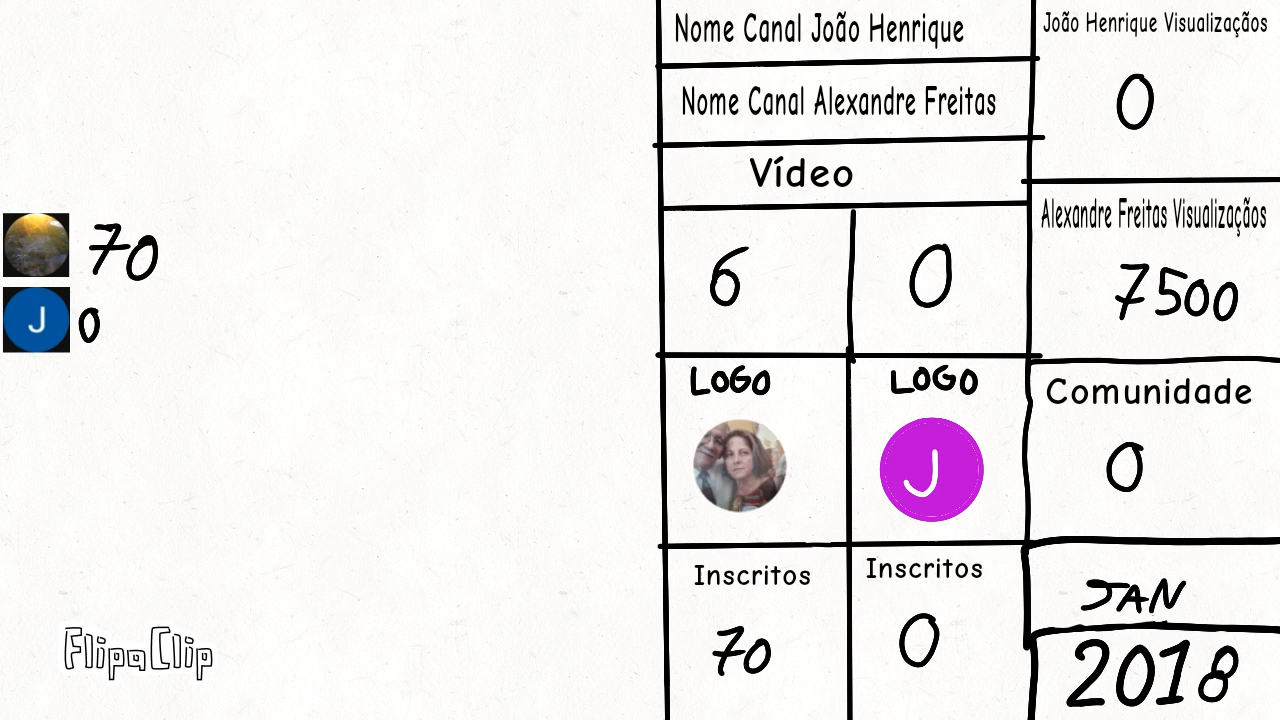 70
J
0
Nome Canal João Henrique
Nome Canal Alexandre Freitas
Vídeo
6 0
LOGO LOGO
J
Inscritos Inscritos
70 0
João Henrique Visualizações
0
Alexandre Freitas Visualizações
7500
Comunidade
0
JAN
2018
FlipaClip